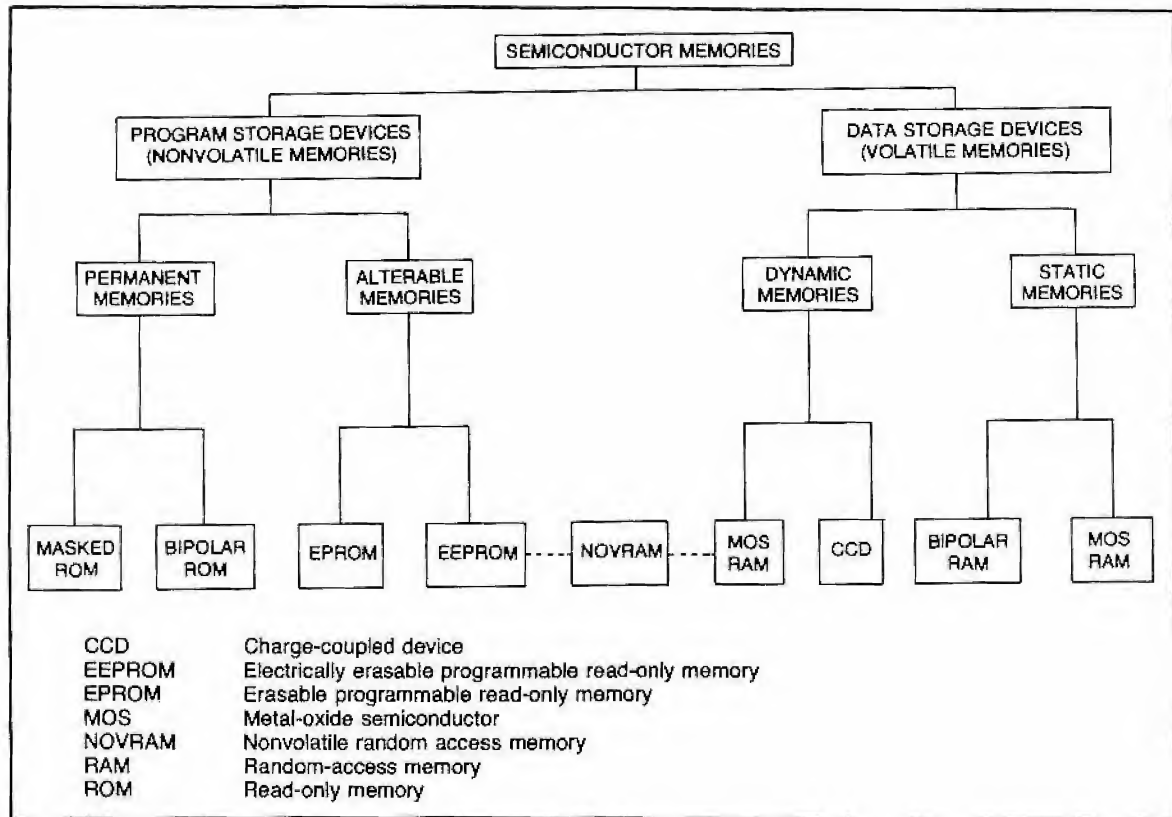 SEMICONDUCTOR MEMORIES
PROGRAM STORAGE DEVICES
(NONVOLATILE MEMORIES)
DATA STORAGE DEVICES
(VOLATILE MEMORIES)
PERMANENT
MEMORIES
ALTERABLE
MEMORIES
DYNAMIC
MEMORIES
STATIC
MEMORIES
MASKED
ROM
BIPOLAR
ROM
EPROM
EEPROM
NOVRAM
MOS
RAM
CCD
BIPOLAR
RAM
MOS
RAM
CCD Charge-coupled device
EEPROM Electrically erasable programmable read-only memory
EPROM Erasable programmable read-only memory
MOS Metal-oxide semiconductor
NOVRAM Nonvolatile random access memory
RAM Random-access memory
ROM Read-only memory